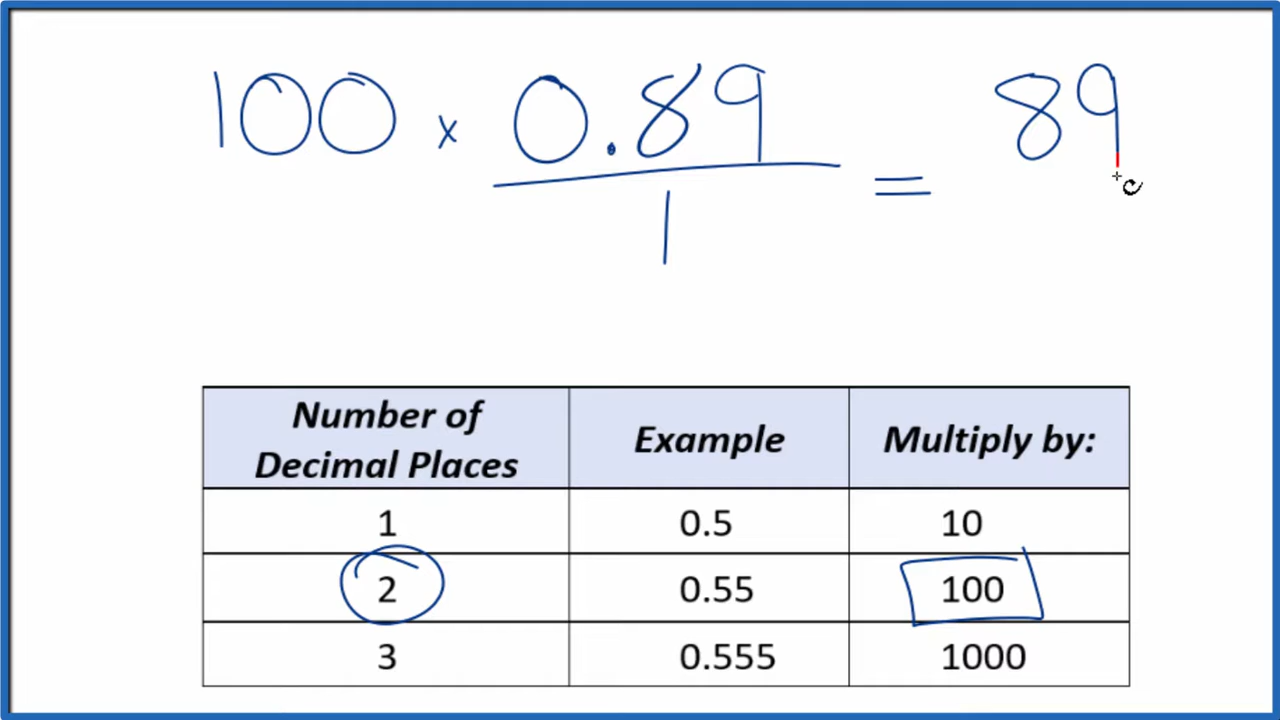 100 × 0.89 = 89
1
Number of Decimal Places Example Multiply by:
1 0.5 10
2 0.55 100
3 0.555 1000